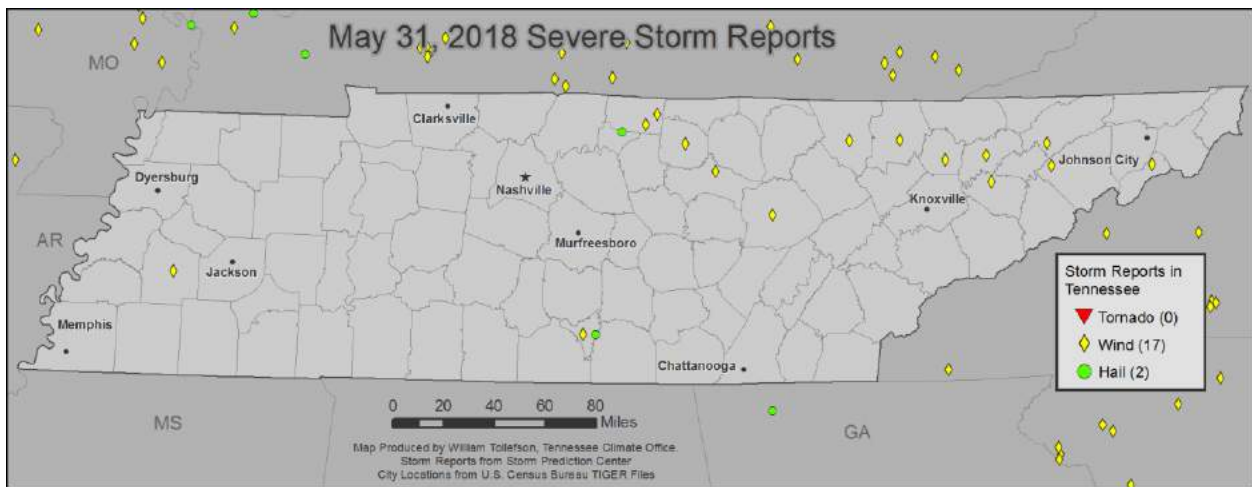 May 31, 2018 Severe Storm Reports
MO
Clarksville
Dyersburg
Nashville
Johnson City
Knoxville
AR
Murfreesboro
Jackson
Storm Reports in
Tennessee
Tornado (0)
Wind (17)
Hail (2)
Memphis
Chattanooga
MS
0 20 40 60 80
Miles
GA
Map Produced by William Tollefson, Tennessee Climate Office.
Storm Reports from Storm Prediction Center
City Locations from U.S. Census Bureau TIGER Files